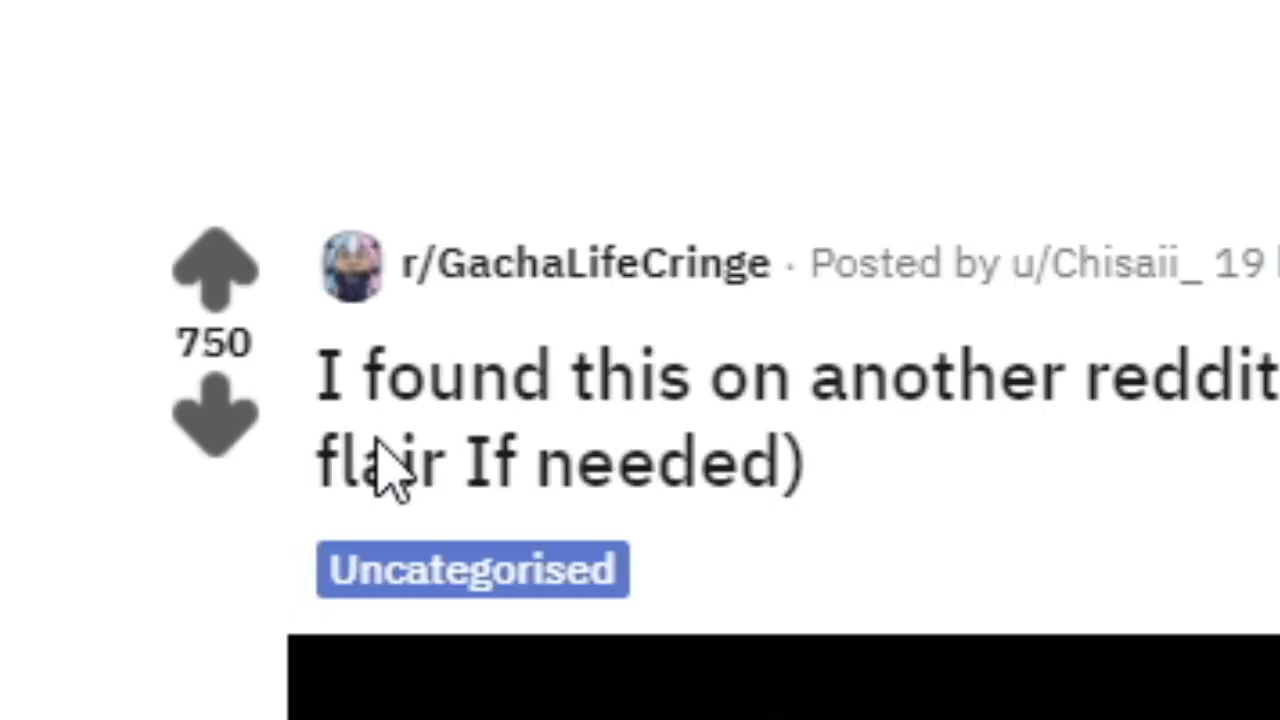 r/GachaLifeCringe · Posted by u/Chisaii_ 19
750
I found this on another reddit
flair If needed)
Uncategorised